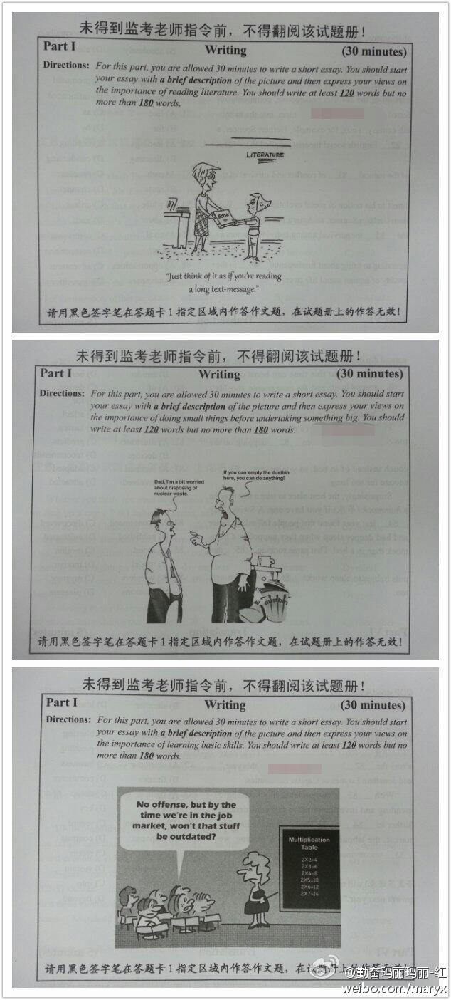 未得到监考老师指令前，不得翻阅该试题册！
Part I Writing (30 minutes)
Directions: For this part, you are allowed 30 minutes to write a short essay. You should start
your essay with a brief description of the picture and then express your views on
the importance of reading literature. You should write at least 120 words but no
more than 180 words.
LITERATURE
BOOK
"Just think of it as if you're reading
a long text-message."
请用黑色签字笔在答题卡1指定区域内作答作文题，在试题册上的作答无效！
未得到监考老师指令前，不得翻阅该试题册！
Part I Writing (30 minutes)
Directions: For this part, you are allowed 30 minutes to write a short essay. You should start
your essay with a brief description of the picture and then express your views on
the importance of doing small things before undertaking something big. You should
write at least 120 words but no more than 180 words.
If you can empty the dustbin
here, you can do anything!
Dad, I'm a bit worried
about disposing of
nuclear waste.
dustbin
请用黑色签字笔在答题卡1指定区域内作答作文题，在试题册上的作答无效！
未得到监考老师指令前，不得翻阅该试题册！
Part I Writing (30 minutes)
Directions: For this part, you are allowed 30 minutes to write a short essay. You should start
your essay with a brief description of the picture and then express your views on
the importance of learning basic skills. You should write at least 120 words but no
more than 180 words.
No offense, but by the
time we're in the job
market, won't that stuff
be outdated?
Multiplication
Table
2X2=4
2X3=6
2X4=8
2X5=10
2X6=12
2X7=14
请用黑色签字笔在答题卡1指定区域内作答作文题，在试题册上的作答无效！
@勤奋玛丽玛丽-红
weibo.com/maryx